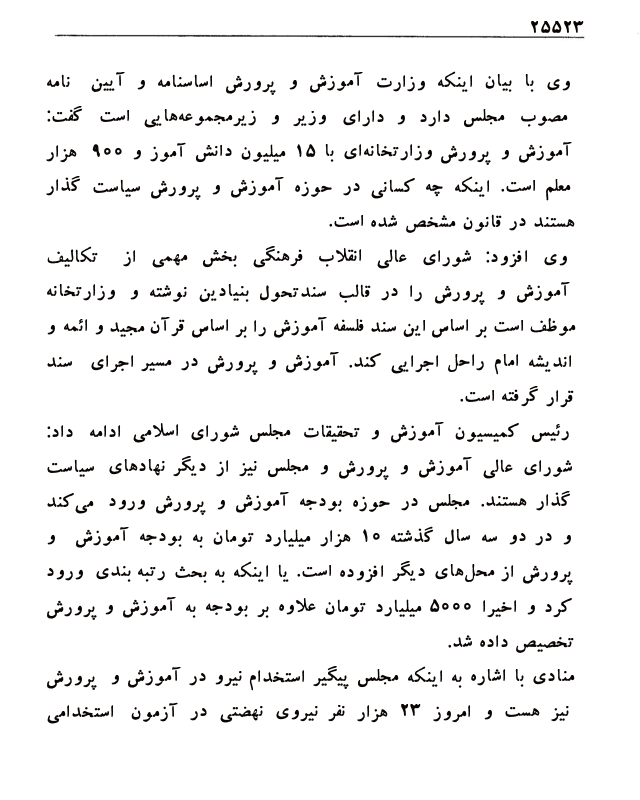 ۲۵۵۲۳
وی با بیان اینکه وزارت آموزش و پرورش اساسنامه و آیین نامه
مصوب مجلس دارد و دارای وزیر و زیرمجموعه‌هایی است گفت:
آموزش و پرورش وزارتخانه‌ای با ۱۵ میلیون دانش آموز و ۹۰۰ هزار
معلم است. اینکه چه کسانی در حوزه آموزش و پرورش سیاست گذار
هستند در قانون مشخص شده است.
وی افزود: شورای عالی انقلاب فرهنگی بخش مهمی از تکالیف
آموزش و پرورش را در قالب سندتحول بنیادین نوشته و وزارتخانه
موظف است بر اساس این سند فلسفه آموزش را بر اساس قرآن مجید و ائمه و
اندیشه امام راحل اجرایی کند. آموزش و پرورش در مسیر اجرای سند
قرار گرفته است.
رئیس کمیسیون آموزش و تحقیقات مجلس شورای اسلامی ادامه داد:
شورای عالی آموزش و پرورش و مجلس نیز از دیگر نهادهای سیاست
گذار هستند. مجلس در حوزه بودجه آموزش و پرورش ورود می‌کند
و در دو سه سال گذشته ۱۰ هزار میلیارد تومان به بودجه آموزش و
پرورش از محل‌های دیگر افزوده است. یا اینکه به بحث رتبه بندی ورود
کرد و اخیرا ۵۰۰۰ میلیارد تومان علاوه بر بودجه به آموزش و پرورش
تخصیص داده شد.
منادی با اشاره به اینکه مجلس پیگیر استخدام نیرو در آموزش و پرورش
نیز هست و امروز ۲۳ هزار نفر نیروی نهضتی در آزمون استخدامی